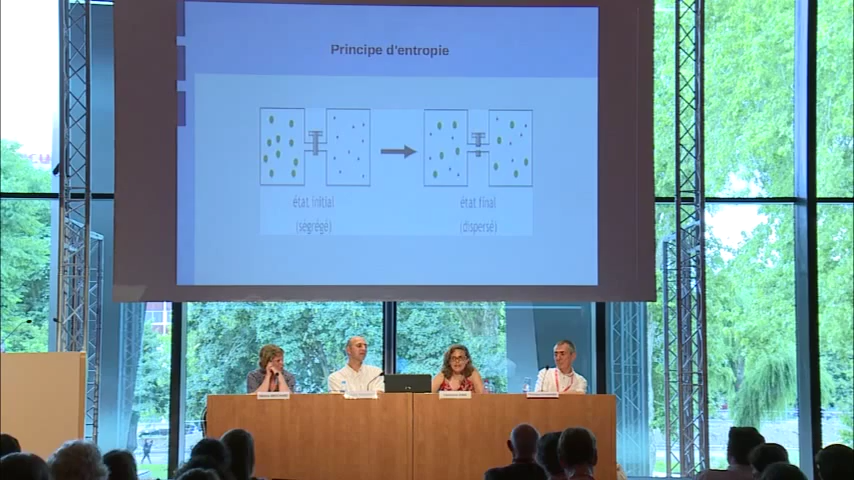 Principe d'entropie
état initial
(ségrégé)
état final
(dispersé)